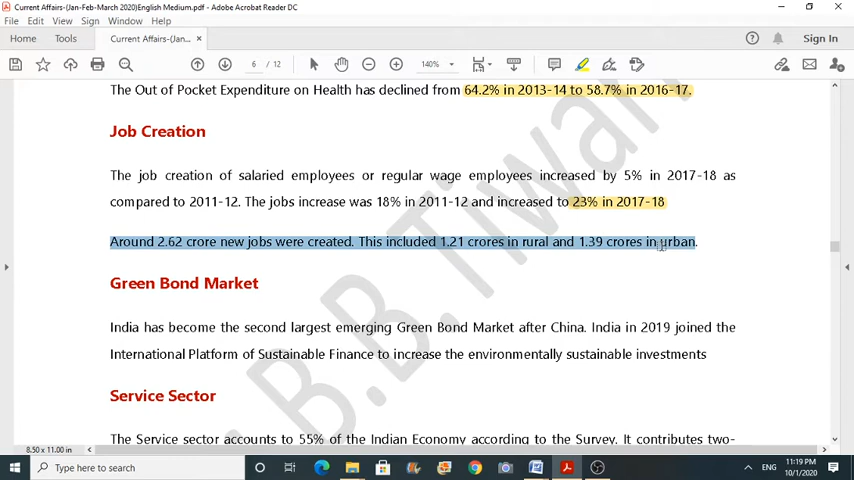 Current Affairs-(Jan-Feb-March 2020)English Medium.pdf - Adobe Acrobat Reader DC
File Edit View Sign Window Help
Home Tools Current Affairs-(Jan-... × Sign In
6 / 12 140%
The Out of Pocket Expenditure on Health has declined from 64.2% in 2013-14 to 58.7% in 2016-17.
Job Creation
The job creation of salaried employees or regular wage employees increased by 5% in 2017-18 as
compared to 2011-12. The jobs increase was 18% in 2011-12 and increased to 23% in 2017-18
Around 2.62 crore new jobs were created. This included 1.21 crores in rural and 1.39 crores in urban.
Green Bond Market
India has become the second largest emerging Green Bond Market after China. India in 2019 joined the
International Platform of Sustainable Finance to increase the environmentally sustainable investments
Service Sector
The Service sector accounts to 55% of the Indian Economy according to the Survey. It contributes two-
B.B.Tiwari
8.50 x 11.00 in
Type here to search
ENG
11:19 PM
10/1/2020